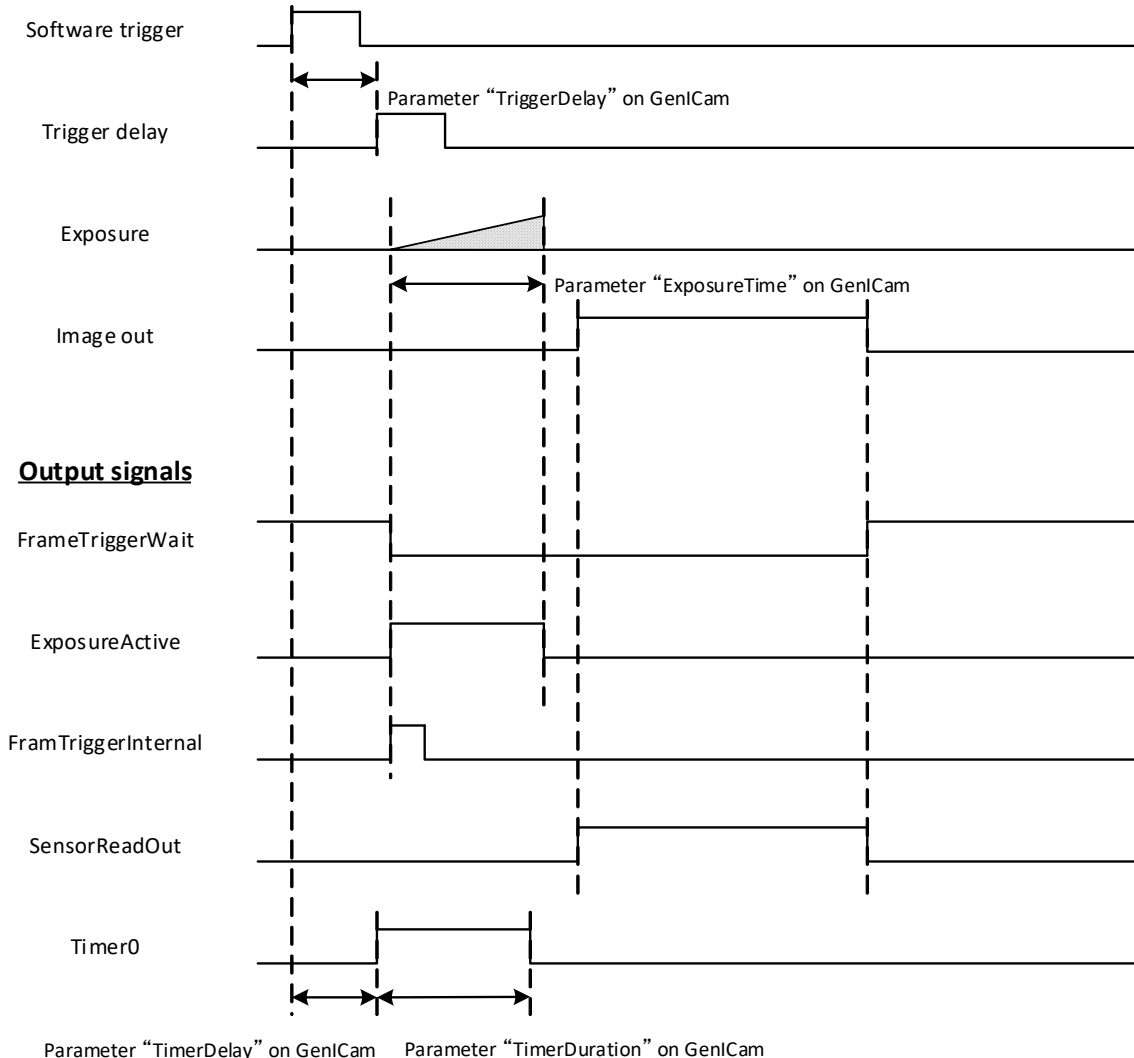 Software trigger
Parameter “TriggerDelay” on GenICam
Trigger delay
Exposure
Parameter “ExposureTime” on GenICam
Image out
Output signals
FrameTriggerWait
ExposureActive
FramTriggerInternal
SensorReadOut
Timer0
Parameter “TimerDelay” on GenICam
Parameter “TimerDuration” on GenICam